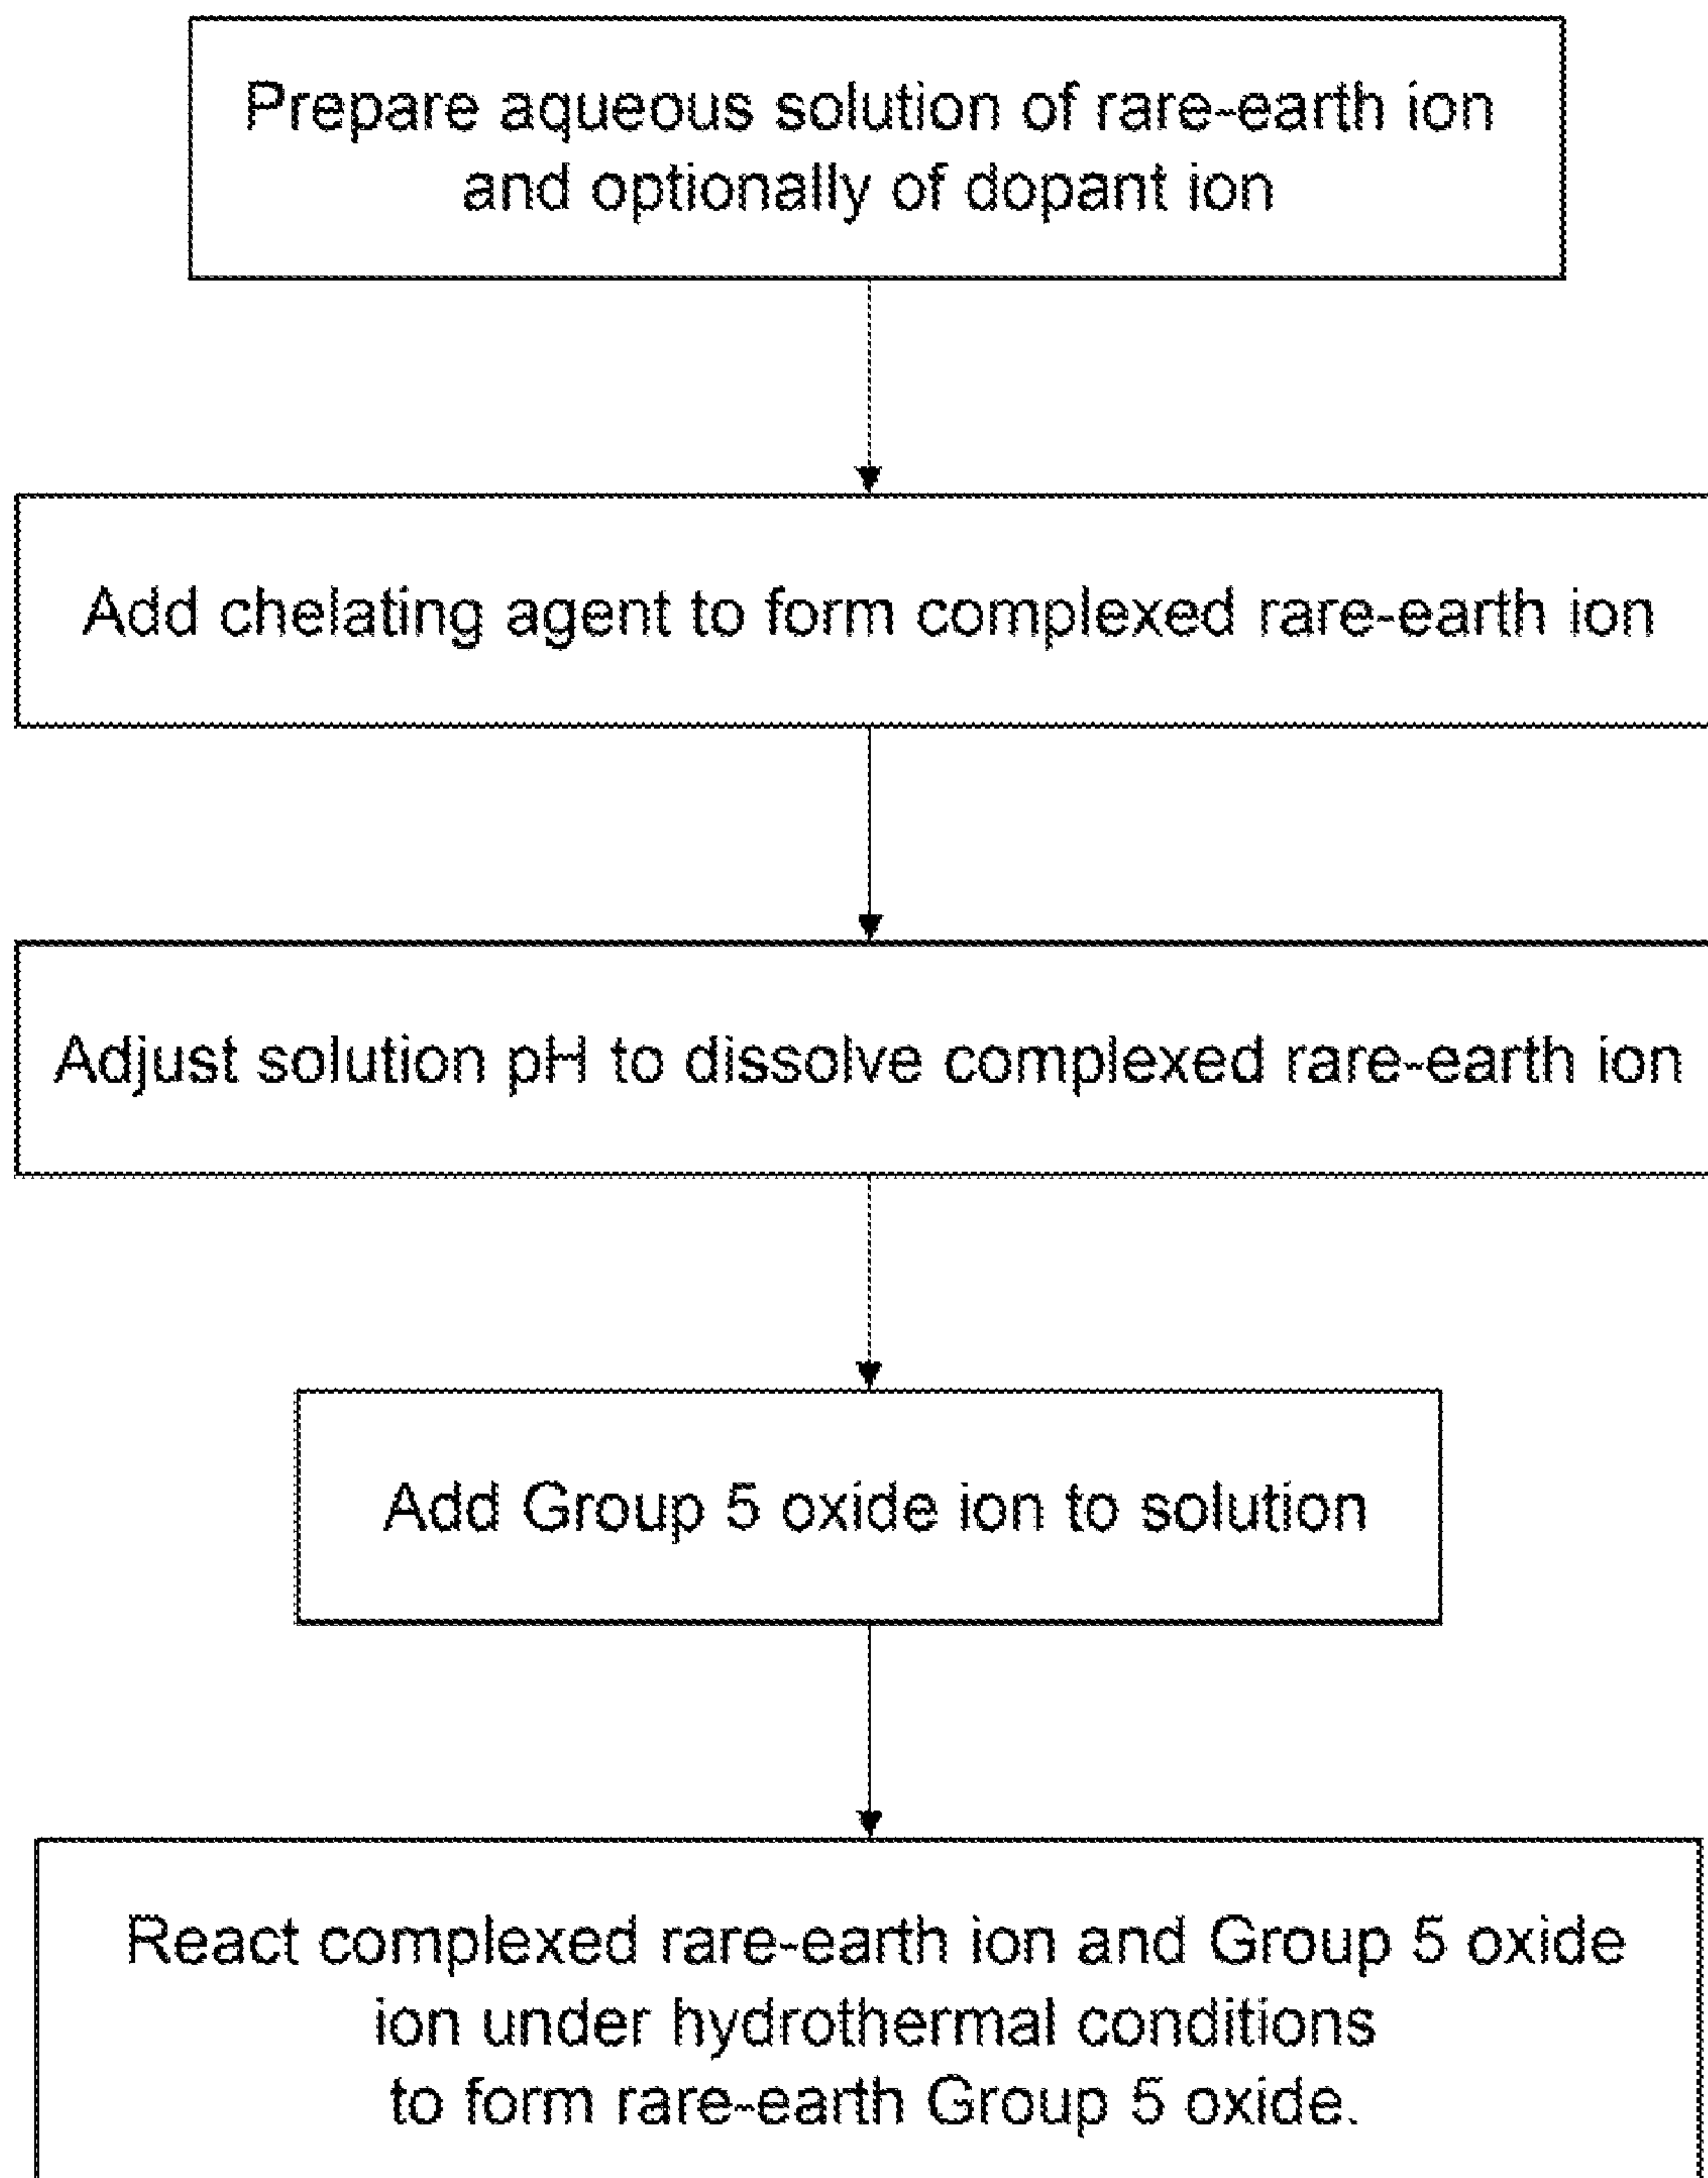 Prepare aqueous solution of rare-earth ion
and optionally of dopant ion
Add chelating agent to form complexed rare-earth ion
Adjust solution pH to dissolve complexed rare-earth ion
Add Group 5 oxide ion to solution
React complexed rare-earth ion and Group 5 oxide
ion under hydrothermal conditions
to form rare-earth Group 5 oxide.